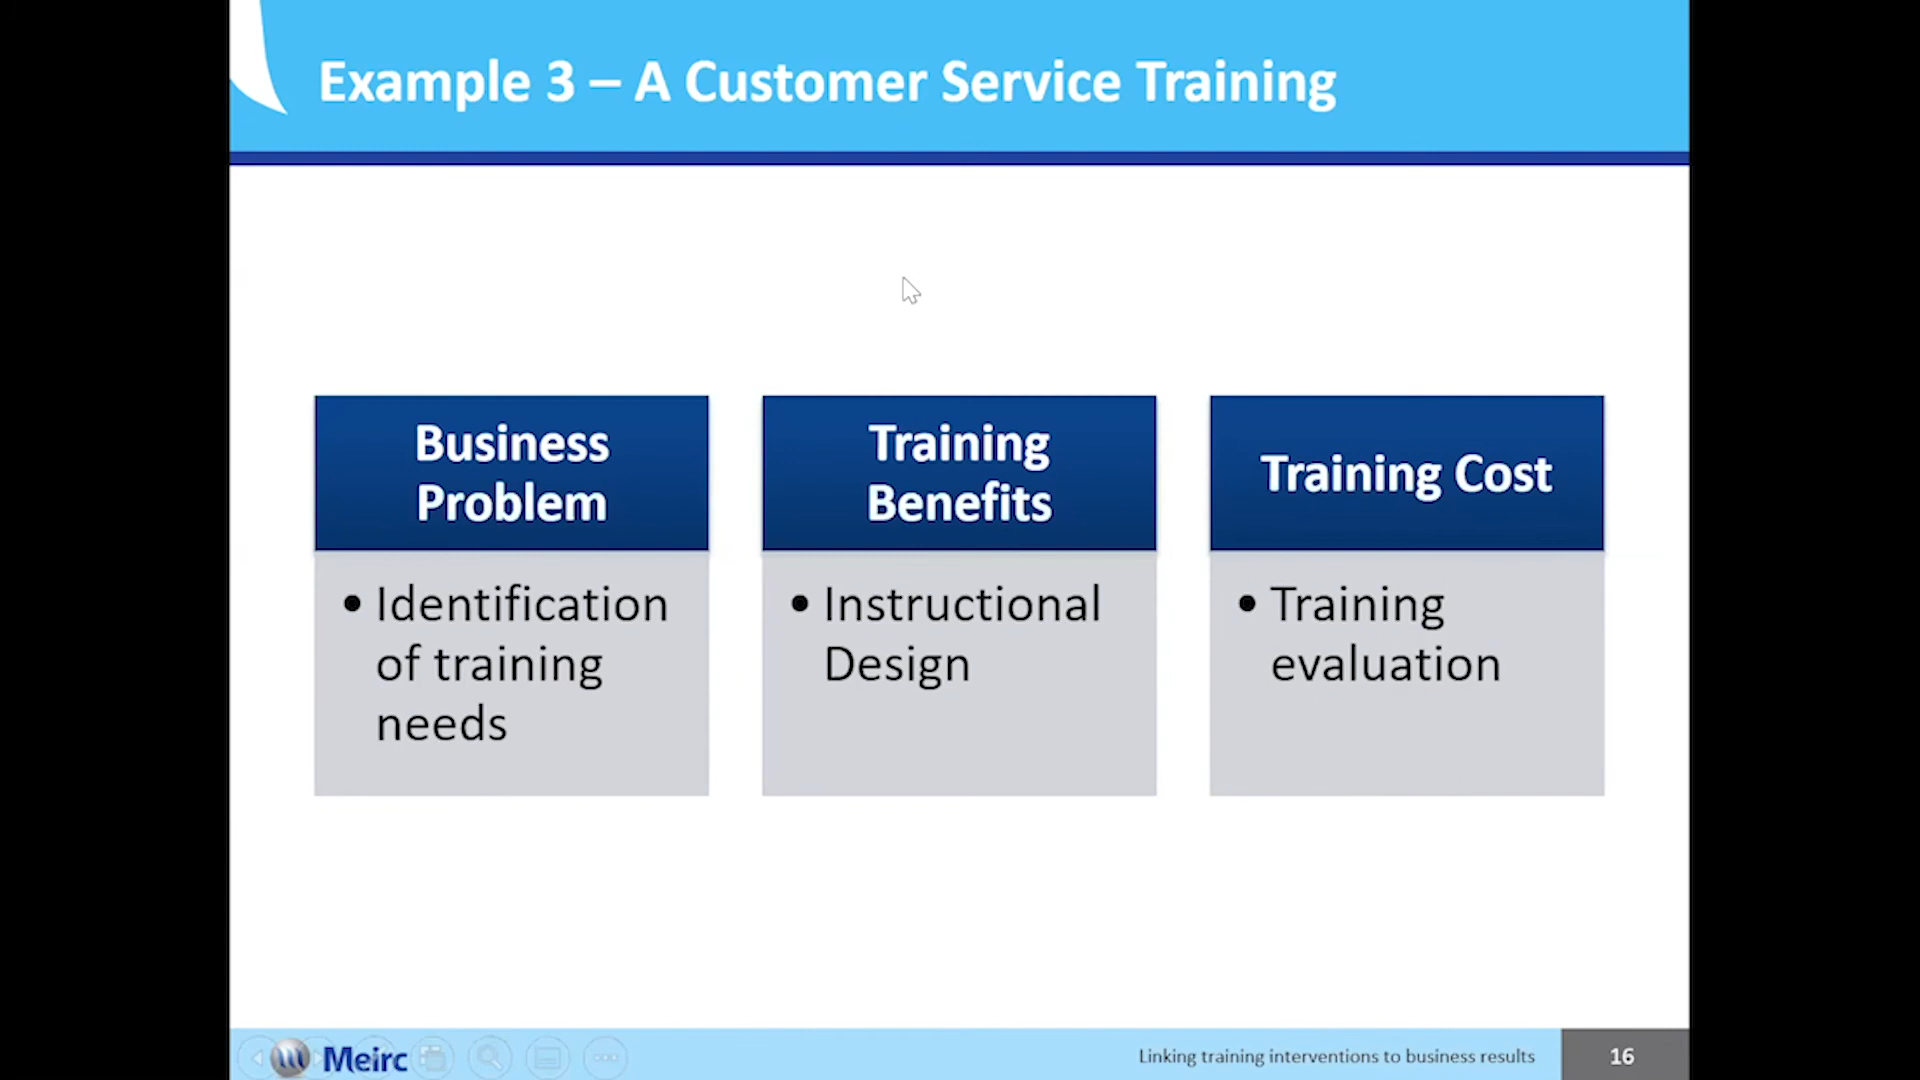 Example 3 – A Customer Service Training
Business
Problem
• Identification
of training
needs
Training
Benefits
• Instructional
Design
Training Cost
• Training
evaluation
Meirc
Linking training interventions to business results
16